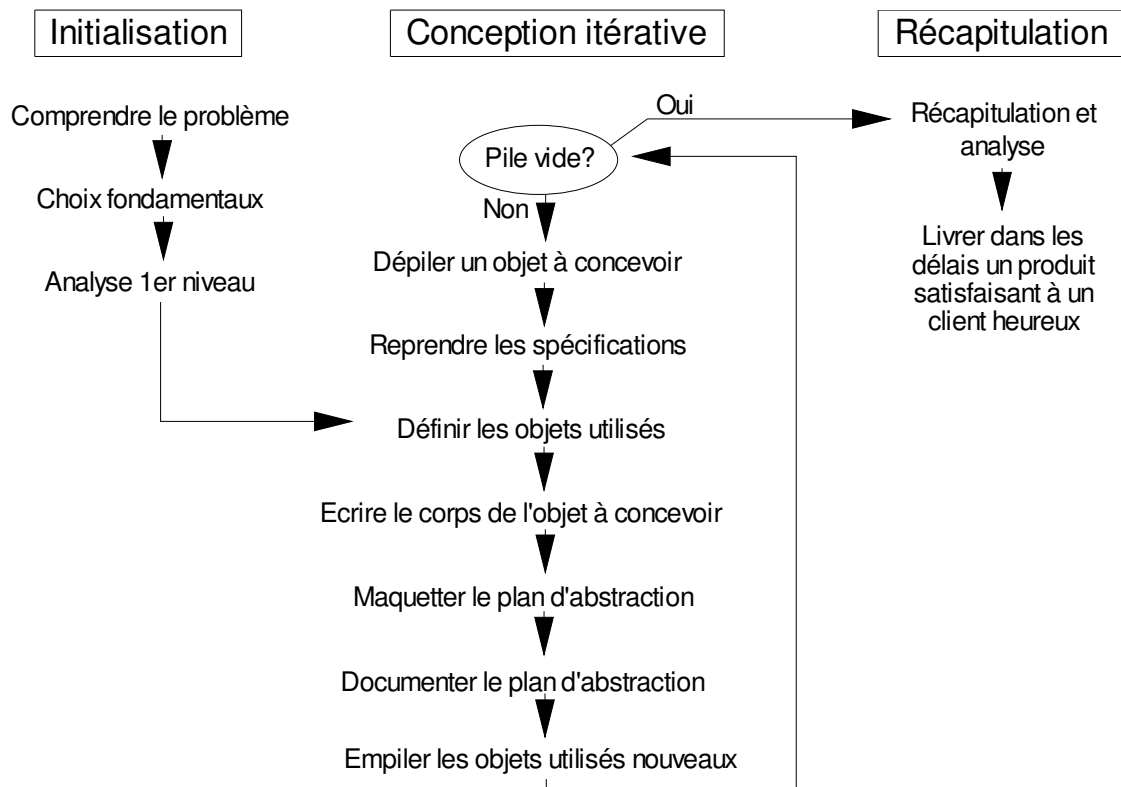 Initialisation
Comprendre le problème
Choix fondamentaux
Analyse 1er niveau
Conception itérative
Oui
Pile vide?
Non
Dépiler un objet à concevoir
Reprendre les spécifications
Définir les objets utilisés
Ecrire le corps de l'objet à concevoir
Maquetter le plan d'abstraction
Documenter le plan d'abstraction
Empiler les objets utilisés nouveaux
Récapitulation
Récapitulation et
analyse
Livrer dans les
délais un produit
satisfaisant à un
client heureux